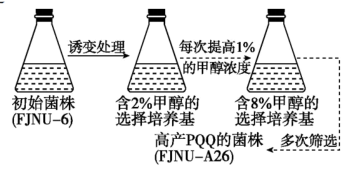 诱变处理
每次提高1%
的甲醇浓度
初始菌株
(FJNU-6)
含2%甲醇的
选择培养基
含8%甲醇的
选择培养基
高产PQQ的菌株
(FJNU-A26)
多次筛选